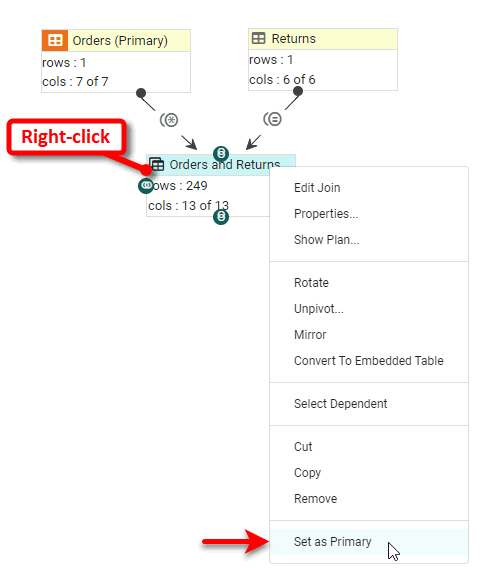 Orders (Primary)
rows : 1
cols : 7 of 7
Returns
rows : 1
cols : 6 of 6
Right-click
Orders and Returns
rows : 249
cols : 13 of 13
Edit Join
Properties...
Show Plan...
Rotate
Unpivot...
Mirror
Convert To Embedded Table
Select Dependent
Cut
Copy
Remove
Set as Primary